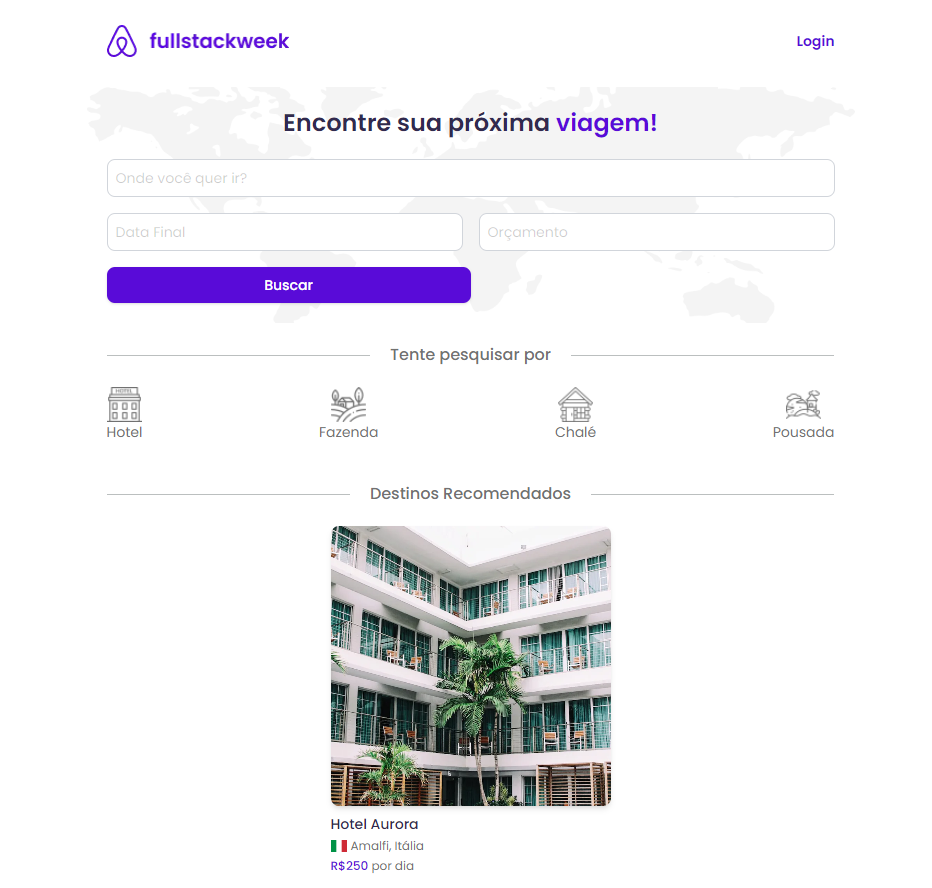 fullstackweek
Login
Encontre sua próxima viagem!
Onde você quer ir?
Data Final
Orçamento
Buscar
Tente pesquisar por
HOTEL
Hotel
Fazenda
Chalé
Pousada
Destinos Recomendados
Hotel Aurora
Amalfi, Itália
R$250 por dia